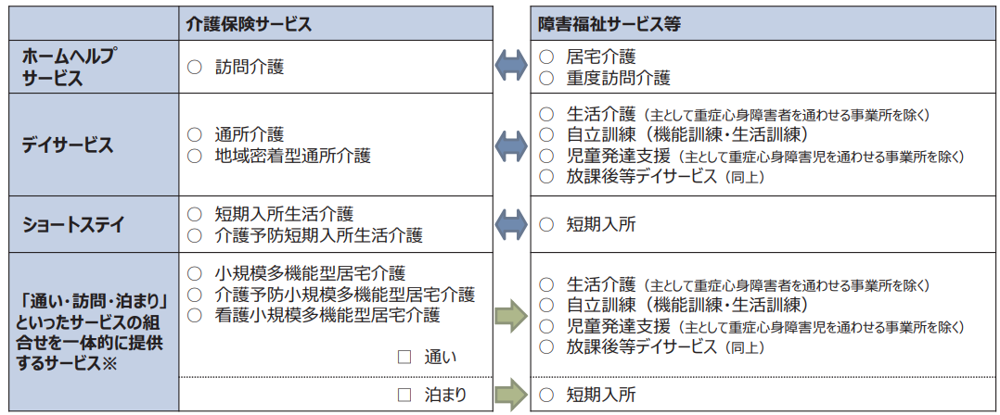 介護保険サービス
障害福祉サービス等
ホームヘルプ
サービス
○ 訪問介護
○ 居宅介護
○ 重度訪問介護
デイサービス
○ 通所介護
○ 地域密着型通所介護
○ 生活介護（主として重症心身障害者を通わせる事業所を除く）
○ 自立訓練（機能訓練・生活訓練）
○ 児童発達支援（主として重症心身障害児を通わせる事業所を除く）
○ 放課後等デイサービス（同上）
ショートステイ
○ 短期入所生活介護
○ 介護予防短期入所生活介護
○ 短期入所
「通い・訪問・泊まり」
といったサービスの組
合せを一体的に提供
するサービス※
○ 小規模多機能型居宅介護
○ 介護予防小規模多機能型居宅介護
○ 看護小規模多機能型居宅介護
□ 通い
○ 生活介護（主として重症心身障害者を通わせる事業所を除く）
○ 自立訓練（機能訓練・生活訓練）
○ 児童発達支援（主として重症心身障害児を通わせる事業所を除く）
○ 放課後等デイサービス（同上）
□ 泊まり
○ 短期入所